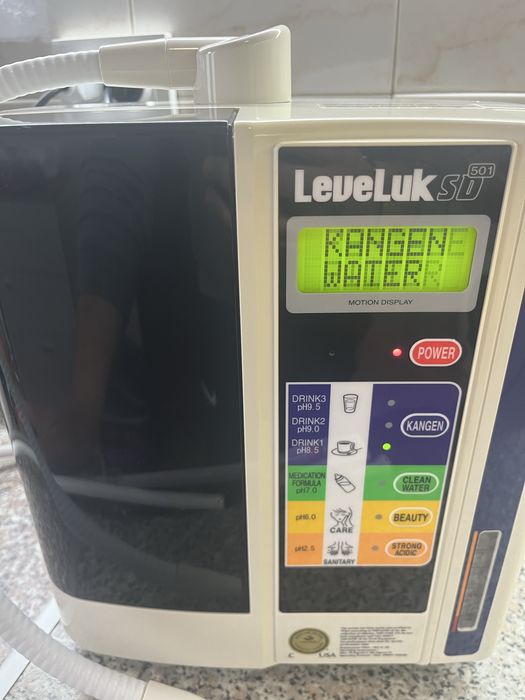 LeveLuk SD 501
KANGEN
WATER
MOTION DISPLAY
POWER
DRINK3
pH9.5
DRINK2
pH9.0
KANGEN
DRINK1
pH8.5
MEDICATION
FORMULA
pH7.0
CLEAN
WATER
pH6.0
CARE
BEAUTY
pH2.5
SANITARY
STRONG
ACIDIC
C USA